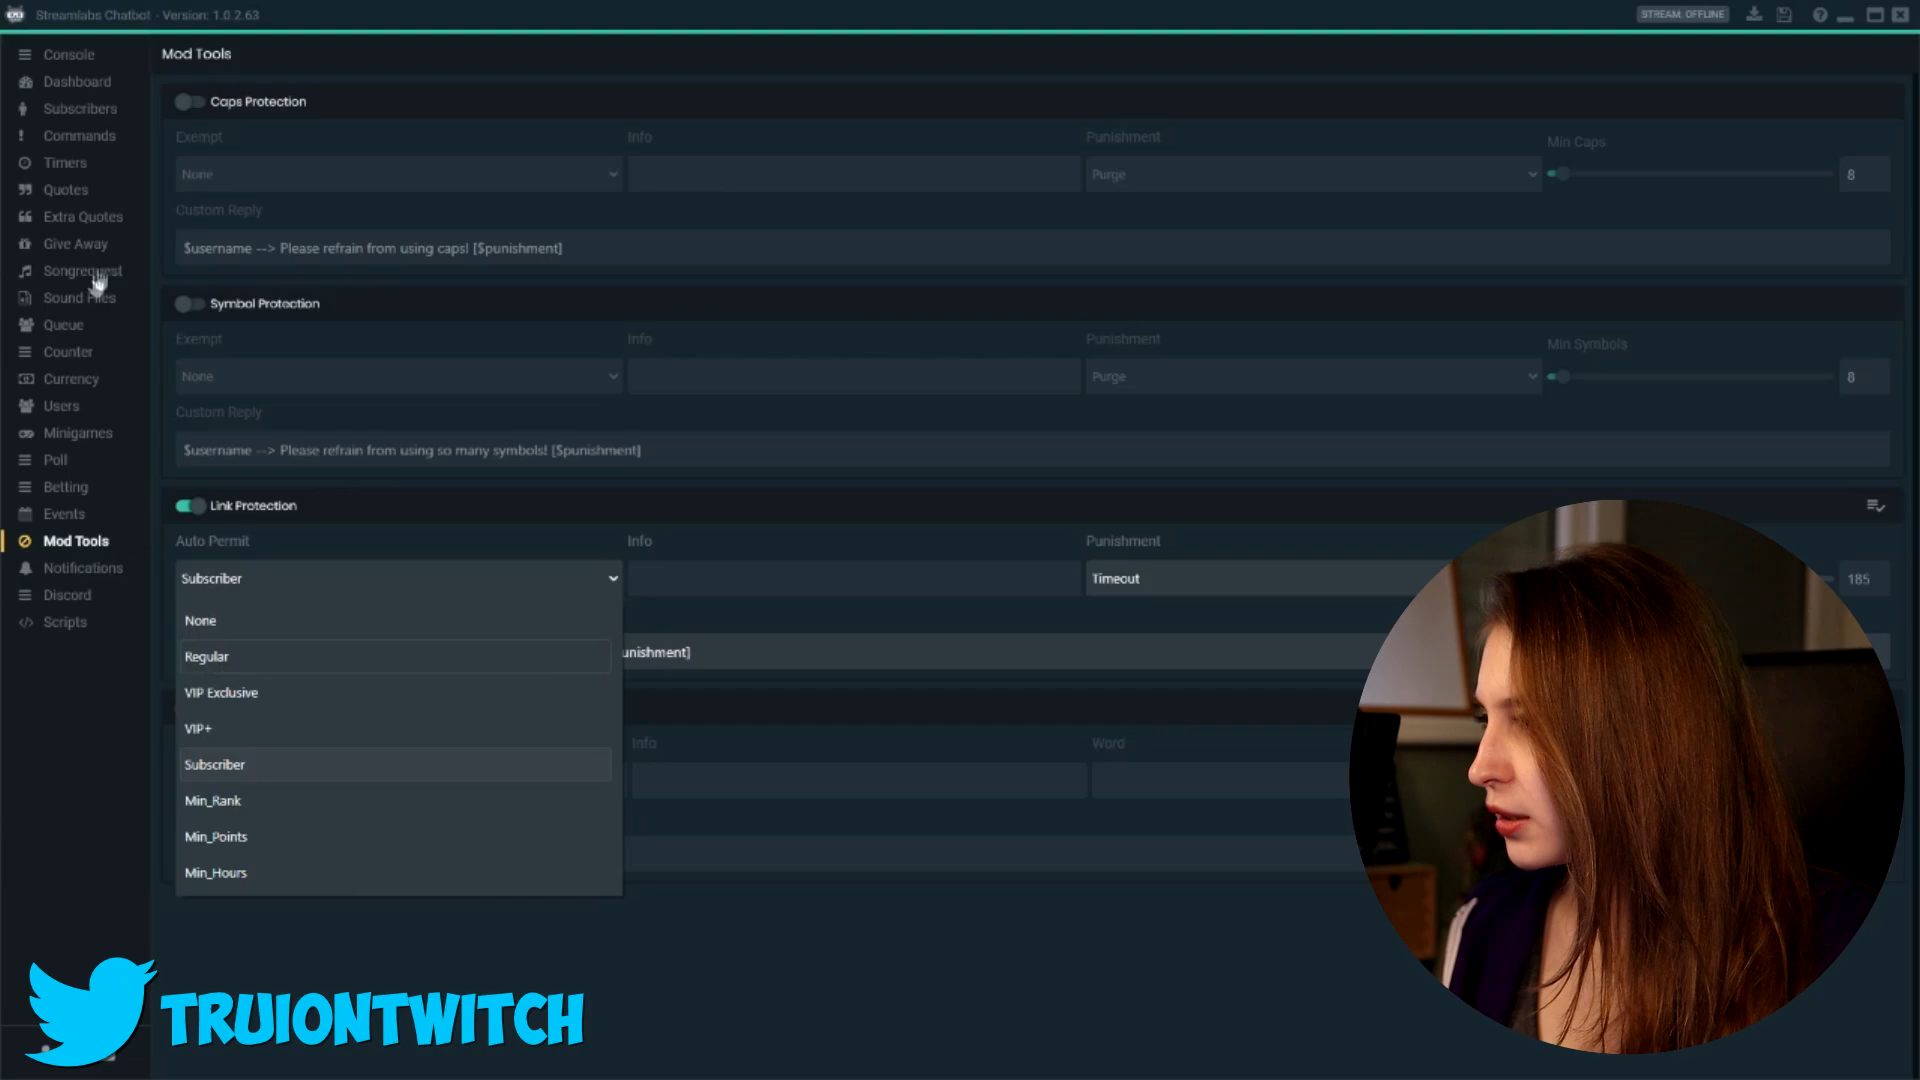 Streamlabs Chatbot - Version: 1.0.2.63
STREAM: OFFLINE
Console
Dashboard
Subscribers
Commands
Timers
Quotes
Extra Quotes
Give Away
Songrequest
Sound Files
Queue
Counter
Currency
Users
Minigames
Poll
Betting
Events
Mod Tools
Notifications
Discord
Scripts
Mod Tools
Caps Protection
Exempt
Info
Punishment
Min Caps
None
Purge
8
Custom Reply
$username --> Please refrain from using caps! [$punishment]
Symbol Protection
Exempt
Info
Punishment
Min Symbols
None
Purge
8
Custom Reply
$username --> Please refrain from using so many symbols! [$punishment]
Link Protection
Auto Permit
Info
Punishment
Subscriber
Timeout
185
None
Regular
VIP Exclusive
VIP+
Subscriber
Min_Rank
Min_Points
Min_Hours
unishment]
Info
Word
TRUIONTWITCH